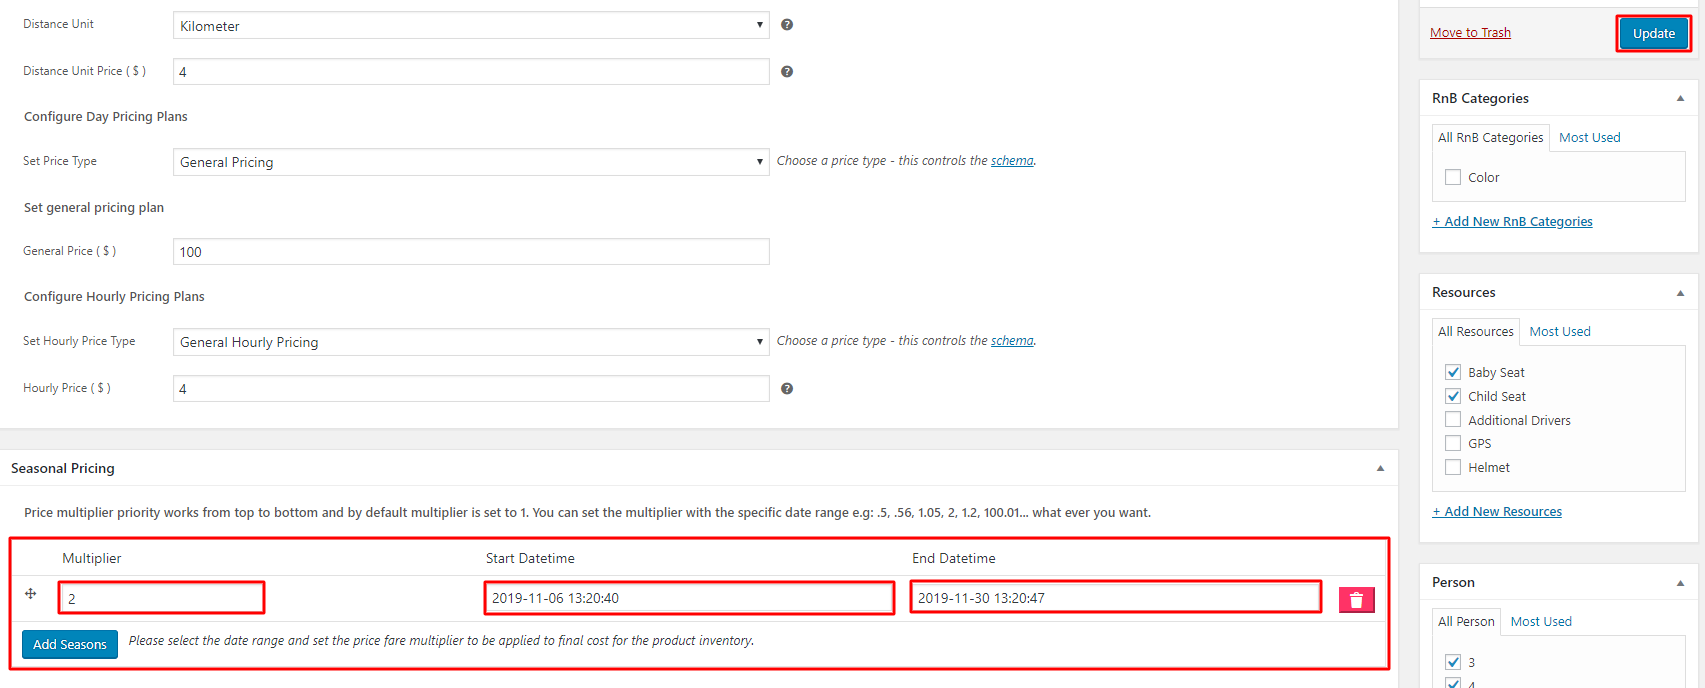 Distance Unit
Kilometer
Distance Unit Price ( $ )
4
Configure Day Pricing Plans
Set Price Type
General Pricing
Choose a price type - this controls the schema.
Set general pricing plan
General Price ( $ )
100
Configure Hourly Pricing Plans
Set Hourly Price Type
General Hourly Pricing
Choose a price type - this controls the schema.
Hourly Price ( $ )
4
Seasonal Pricing
Price multiplier priority works from top to bottom and by default multiplier is set to 1. You can set the multiplier with the specific date range e.g: .5, .56, 1.05, 2, 1.2, 100.01... what ever you want.
Multiplier
Start Datetime
End Datetime
2
2019-11-06 13:20:40
2019-11-30 13:20:47
Add Seasons
Please select the date range and set the price fare multiplier to be applied to final cost for the product inventory.
Move to Trash
Update
RnB Categories
All RnB Categories
Most Used
Color
+ Add New RnB Categories
Resources
All Resources
Most Used
Baby Seat
Child Seat
Additional Drivers
GPS
Helmet
+ Add New Resources
Person
All Person
Most Used
3
4